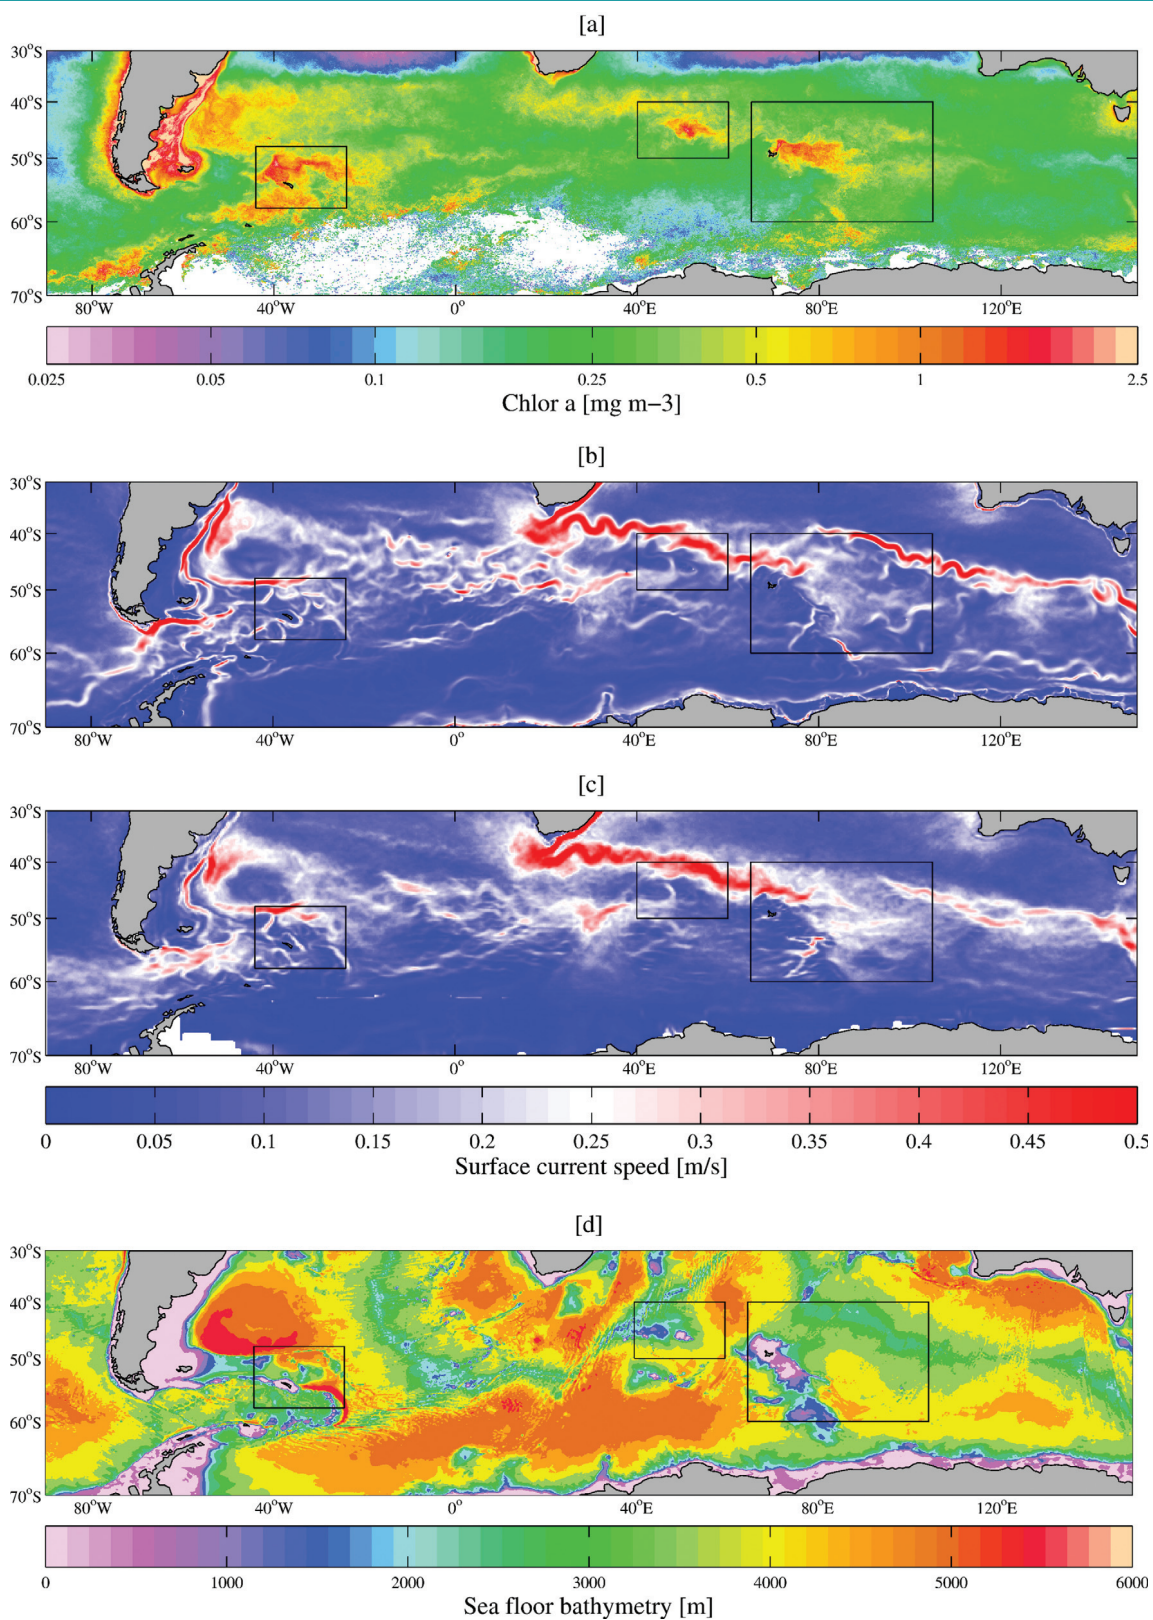 [a]
30°S
40°S
50°S
60°S
70°S
80°W 40°W 0° 40°E 80°E 120°E
0.025 0.05 0.1 0.25 0.5 1 2.5
Chlor a [mg m−3]
[b]
30°S
40°S
50°S
60°S
70°S
80°W 40°W 0° 40°E 80°E 120°E
[c]
30°S
40°S
50°S
60°S
70°S
80°W 40°W 0° 40°E 80°E 120°E
0 0.05 0.1 0.15 0.2 0.25 0.3 0.35 0.4 0.45 0.5
Surface current speed [m/s]
[d]
30°S
40°S
50°S
60°S
70°S
80°W 40°W 0° 40°E 80°E 120°E
0 1000 2000 3000 4000 5000 6000
Sea floor bathymetry [m]